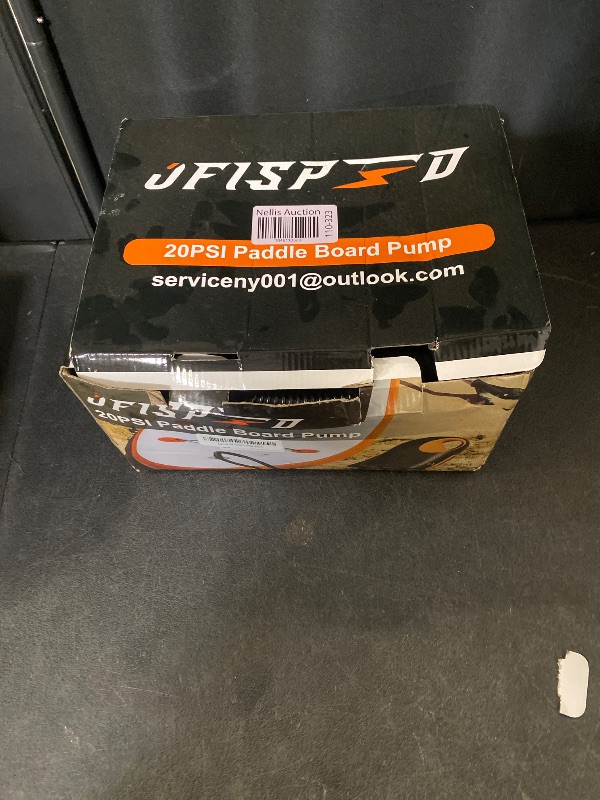 JFISPEED
Nellis Auction
110-323
20PSI Paddle Board Pump
serviceny001@outlook.com
JFISPEED
20PSI Paddle Board Pump